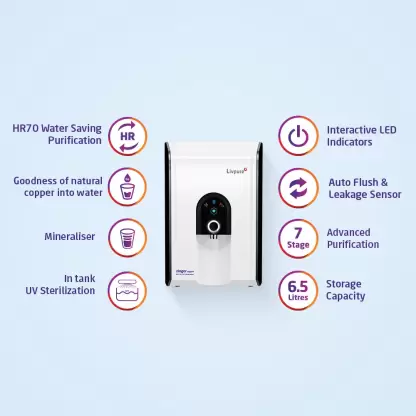 HR70 Water Saving
Purification
HR
Goodness of natural
copper into water
Mineraliser
In tank
UV Sterilization
Livpure
Interactive LED
Indicators
Auto Flush &
Leakage Sensor
7
Stage
Advanced
Purification
6.5
Litres
Storage
Capacity